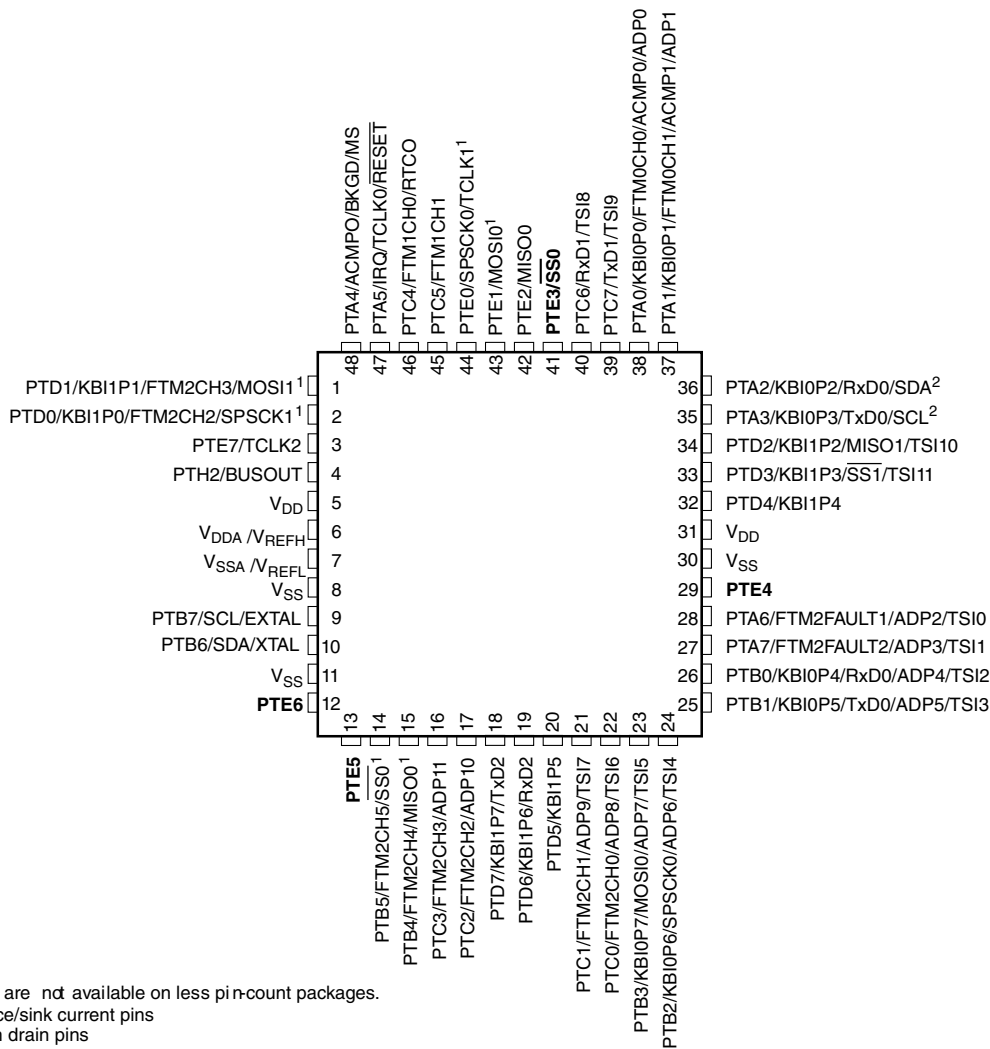 48 PTA4/ACMPO/BKGD/MS
47 PTA5/IRQ/TCLK0/RESET
46 PTC4/FTM1CH0/RTCO
45 PTC5/FTM1CH1
44 PTE0/SPSCK0/TCLK1¹
43 PTE1/MOSI0¹
42 PTE2/MISO0
41 PTE3/SS0
40 PTC6/RxD1/TSI8
39 PTC7/TxD1/TSI9
38 PTA0/KBI0P0/FTM0CH0/ACMP0/ADP0
37 PTA1/KBI0P1/FTM0CH1/ACMP1/ADP1
PTD1/KBI1P1/FTM2CH3/MOSI1¹ 1
PTD0/KBI1P0/FTM2CH2/SPSCK1¹ 2
PTE7/TCLK2 3
PTH2/BUSOUT 4
VDD 5
VDDA /VREFH 6
VSSA /VREFL 7
VSS 8
PTB7/SCL/EXTAL 9
PTB6/SDA/XTAL 10
VSS 11
PTE6 12
36 PTA2/KBI0P2/RxD0/SDA²
35 PTA3/KBI0P3/TxD0/SCL²
34 PTD2/KBI1P2/MISO1/TSI10
33 PTD3/KBI1P3/SS1/TSI11
32 PTD4/KBI1P4
31 VDD
30 VSS
29 PTE4
28 PTA6/FTM2FAULT1/ADP2/TSI0
27 PTA7/FTM2FAULT2/ADP3/TSI1
26 PTB0/KBI0P4/RxD0/ADP4/TSI2
25 PTB1/KBI0P5/TxD0/ADP5/TSI3
13 PTE5
14 PTB5/FTM2CH5/SS0¹
15 PTB4/FTM2CH4/MISO0¹
16 PTC3/FTM2CH3/ADP11
17 PTC2/FTM2CH2/ADP10
18 PTD7/KBI1P7/TxD2
19 PTD6/KBI1P6/RxD2
20 PTD5/KBI1P5
21 PTC1/FTM2CH1/ADP9/TSI7
22 PTC0/FTM2CH0/ADP8/TSI6
23 PTB3/KBI0P7/MOSI0/ADP7/TSI5
24 PTB2/KBI0P6/SPSCK0/ADP6/TSI4
are not available on less pin-count packages.
ce/sink current pins
drain pins